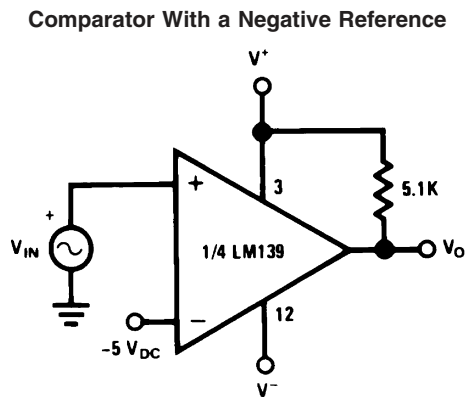 Comparator With a Negative Reference
V+
+
3
5.1K
+
VIN
1/4 LM139
VO
−
12
−5 VDC
V−